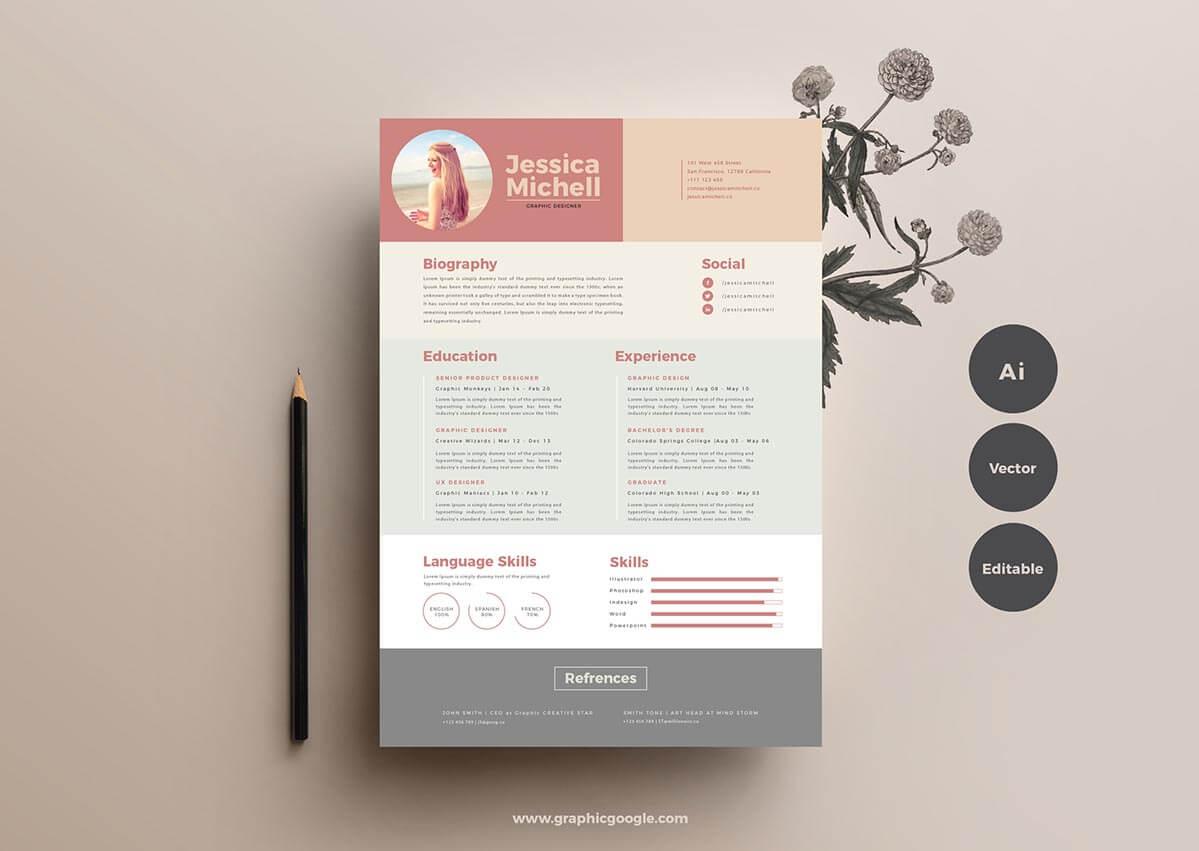 Jessica
Michell
GRAPHIC DESIGNER
101 West 458 Street
San Francisco, 12788 California
+111 123 450
contact@jessicamitchell.co
jessicamitchell.co
Biography
Lorem Ipsum is simply dummy text of the printing and typesetting industry. Lorem
Ipsum has been the industry's standard dummy text ever since the 1500s, when an
unknown printer took a galley of type and scrambled it to make a type specimen book.
It has survived not only five centuries, but also the leap into electronic typesetting,
remaining essentially unchanged. Lorem Ipsum is simply dummy text of the printing
and typesetting industry.
Social
/jessicamitchell
/jessicamitchell
/jessicamitchell
Education
SENIOR PRODUCT DESIGNER
Graphic Monkeys | Jan 14 - Feb 20
Lorem Ipsum is simply dummy text of the printing and
typesetting industry. Lorem Ipsum has been the
industry's standard dummy text ever since the 1500s
GRAPHIC DESIGNER
Creative Wizards | Mar 12 - Dec 13
Lorem Ipsum is simply dummy text of the printing and
typesetting industry. Lorem Ipsum has been the
industry's standard dummy text ever since the 1500s
UX DESIGNER
Graphic Maniacs | Jan 10 - Feb 12
Lorem Ipsum is simply dummy text of the printing and
typesetting industry. Lorem Ipsum has been the
industry's standard dummy text ever since the 1500s
Experience
GRAPHIC DESIGN
Harvard University | Aug 08 - May 10
Lorem Ipsum is simply dummy text of the printing and
typesetting industry. Lorem Ipsum has been the
industry's standard dummy text ever since the 1500s
BACHELOR'S DEGREE
Colorado Springs College |Aug 03 - May 06
Lorem Ipsum is simply dummy text of the printing and
typesetting industry. Lorem Ipsum has been the
industry's standard dummy text ever since the 1500s
GRADUATE
Colorado High School | Aug 00 - May 03
Lorem Ipsum is simply dummy text of the printing and
typesetting industry. Lorem Ipsum has been the
industry's standard dummy text ever since the 1500s
Language Skills
Lorem Ipsum is simply dummy text of the printing and
typesetting industry.
ENGLISH
100%
SPANISH
80%
FRENCH
70%
Skills
Illustrator
Photoshop
Indesign
Word
Powerpoint
Refrences
JOHN SMITH | CEO at Graphic CREATIVE STAR
+123 456 789 |
SMITH TONZ | ART HEAD AT MIND STORM
+123 456 789 |
Ai
Vector
Editable
www.graphicgoogle.com